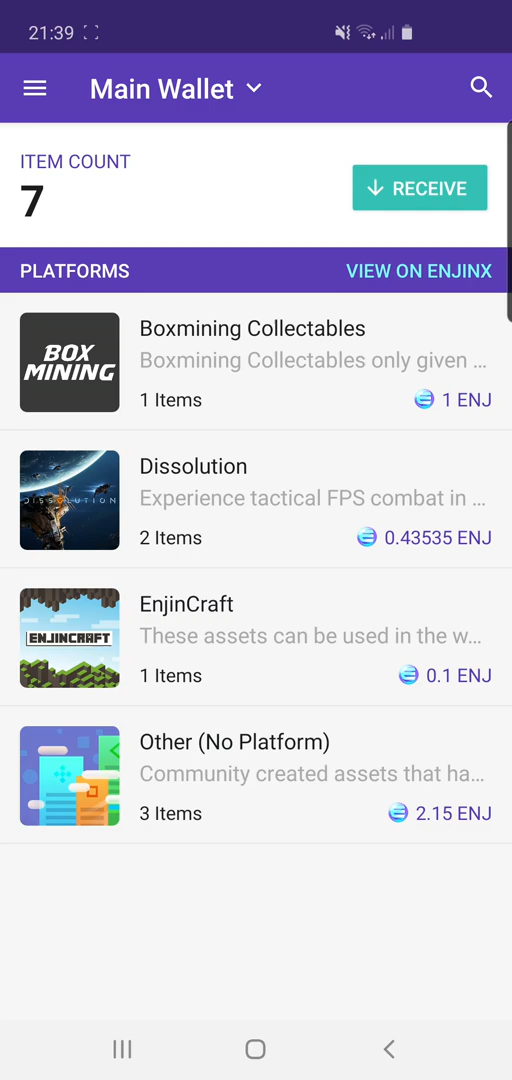 21:39
Main Wallet
ITEM COUNT
7
RECEIVE
PLATFORMS
VIEW ON ENJINX
BOX
MINING
Boxmining Collectables
Boxmining Collectables only given ...
1 Items
1 ENJ
DISSOLUTION
Dissolution
Experience tactical FPS combat in ...
2 Items
0.43535 ENJ
ENJINCRAFT
EnjinCraft
These assets can be used in the w...
1 Items
0.1 ENJ
Other (No Platform)
Community created assets that ha...
3 Items
2.15 ENJ